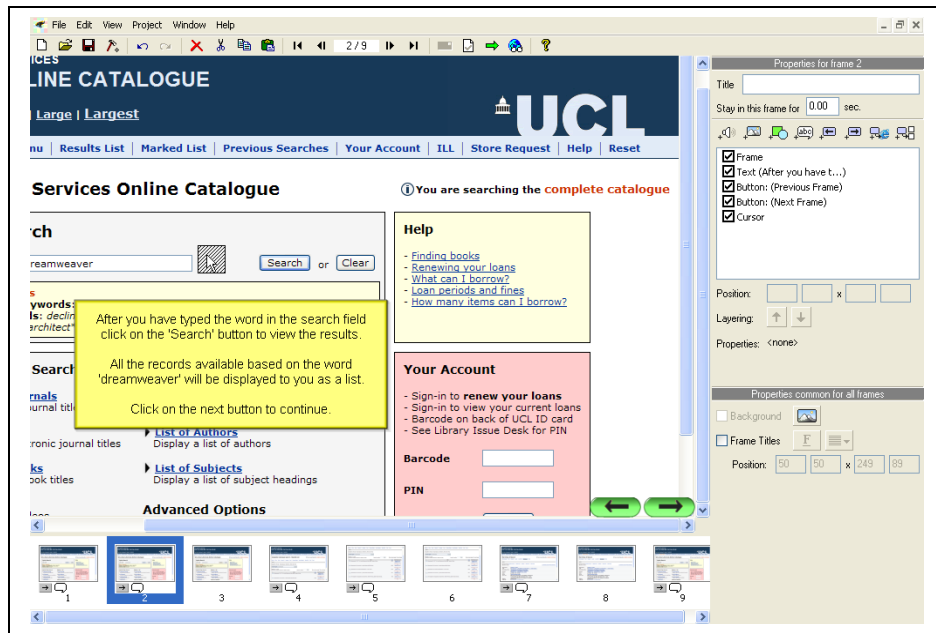 File Edit View Project Window Help
2/9
ICES
LINE CATALOGUE
| Large | Largest
UCL
nu | Results List | Marked List | Previous Searches | Your Account | ILL | Store Request | Help | Reset
Services Online Catalogue
You are searching the complete catalogue
rch
reamweaver
Search or Clear
s
ywords:
ls: declin
architect"
After you have typed the word in the search field
click on the 'Search' button to view the results.
All the records available based on the word
'dreamweaver' will be displayed to you as a list.
Click on the next button to continue.
Help
- Finding books
- Renewing your loans
- What can I borrow?
- Loan periods and fines
- How many items can I borrow?
Search
rnals
urnal titl
tronic journal titles
ks
ook titles
List of Authors
Display a list of authors
List of Subjects
Display a list of subject headings
Advanced Options
Your Account
- Sign-in to renew your loans
- Sign-in to view your current loans
- Barcode on back of UCL ID card
- See Library Issue Desk for PIN
Barcode
PIN
1 2 3 4 5 6 7 8 9
Properties for frame 2
Title
Stay in this frame for 0.00 sec.
Frame
Text (After you have t...)
Button: (Previous Frame)
Button: (Next Frame)
Cursor
Position: x
Layering:
Properties: <none>
Properties common for all frames
Background
Frame Titles F
Position: 50 50 x 249 89